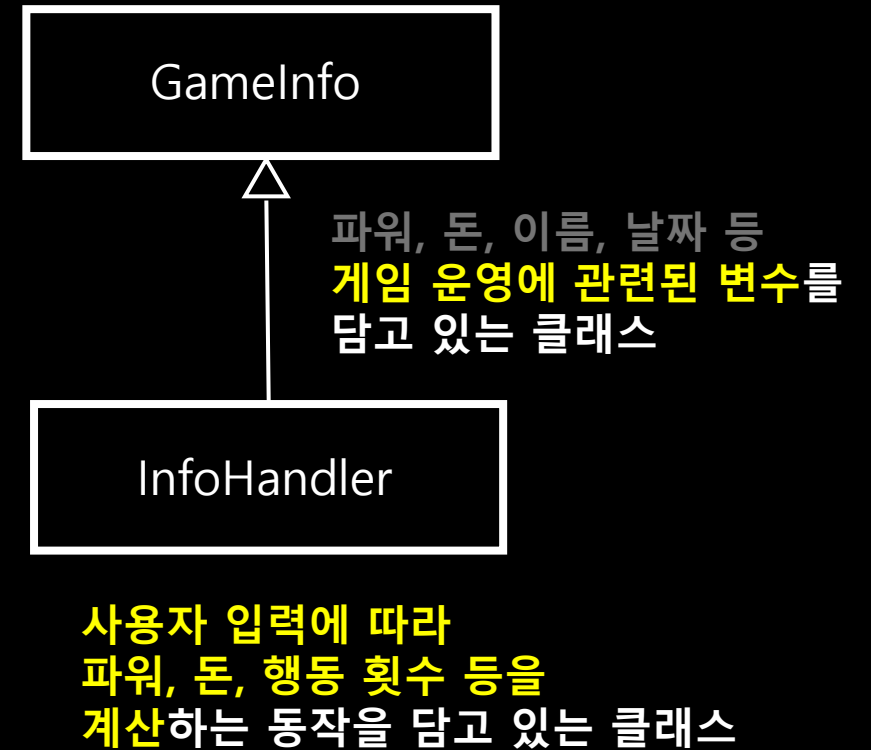 GameInfo
파워, 돈, 이름, 날짜 등
게임 운영에 관련된 변수를
담고 있는 클래스
InfoHandler
사용자 입력에 따라
파워, 돈, 행동 횟수 등을
계산하는 동작을 담고 있는 클래스